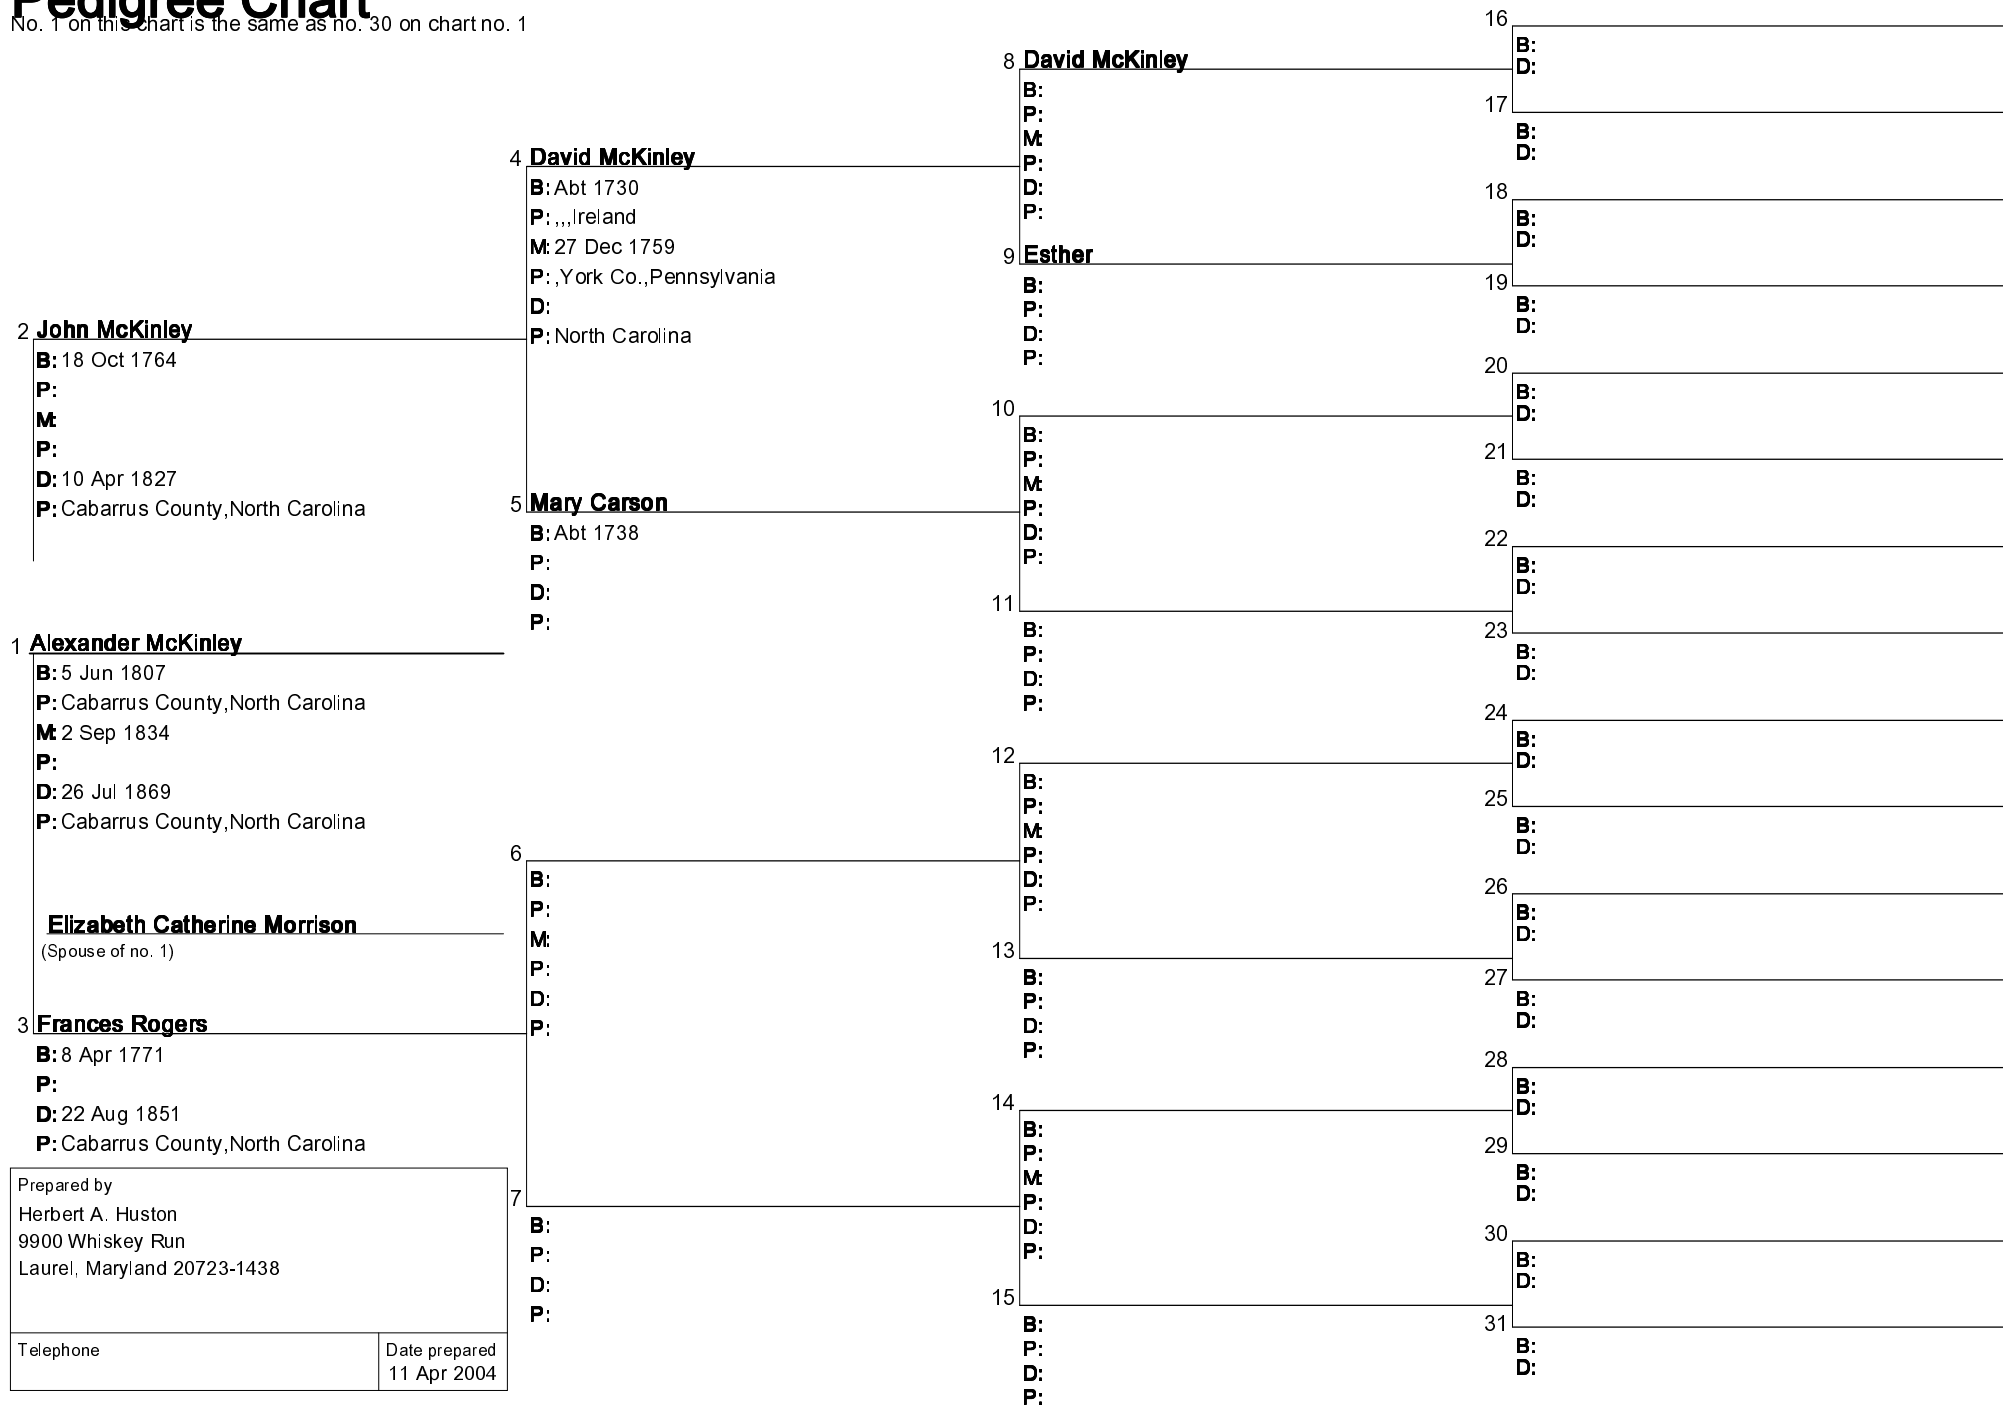 Pedigree Chart
No. 1 on this chart is the same as no. 30 on chart no. 1
2 John McKinley
B: 18 Oct 1764
P:
M:
P:
D: 10 Apr 1827
P: Cabarrus County,North Carolina
1 Alexander McKinley
B: 5 Jun 1807
P: Cabarrus County,North Carolina
M: 2 Sep 1834
P:
D: 26 Jul 1869
P: Cabarrus County,North Carolina
Elizabeth Catherine Morrison
(Spouse of no. 1)
3 Frances Rogers
B: 8 Apr 1771
P:
D: 22 Aug 1851
P: Cabarrus County,North Carolina
Prepared by
Herbert A. Huston
9900 Whiskey Run
Laurel, Maryland 20723-1438
Telephone
Date prepared
11 Apr 2004
4 David McKinley
B: Abt 1730
P: ,,,Ireland
M: 27 Dec 1759
P: ,York Co.,Pennsylvania
D:
P: North Carolina
5 Mary Carson
B: Abt 1738
P:
D:
P:
6
B:
P:
M:
P:
D:
P:
7
B:
P:
D:
P:
8 David McKinley
B:
P:
M:
P:
D:
P:
9 Esther
B:
P:
D:
P:
10
B:
P:
M:
P:
D:
P:
11
B:
P:
D:
P:
12
B:
P:
M:
P:
D:
P:
13
B:
P:
D:
P:
14
B:
P:
M:
P:
D:
P:
15
B:
P:
D:
P:
16
B:
D:
17
B:
D:
18
B:
D:
19
B:
D:
20
B:
D:
21
B:
D:
22
B:
D:
23
B:
D:
24
B:
D:
25
B:
D:
26
B:
D:
27
B:
D:
28
B:
D:
29
B:
D:
30
B:
D:
31
B:
D: